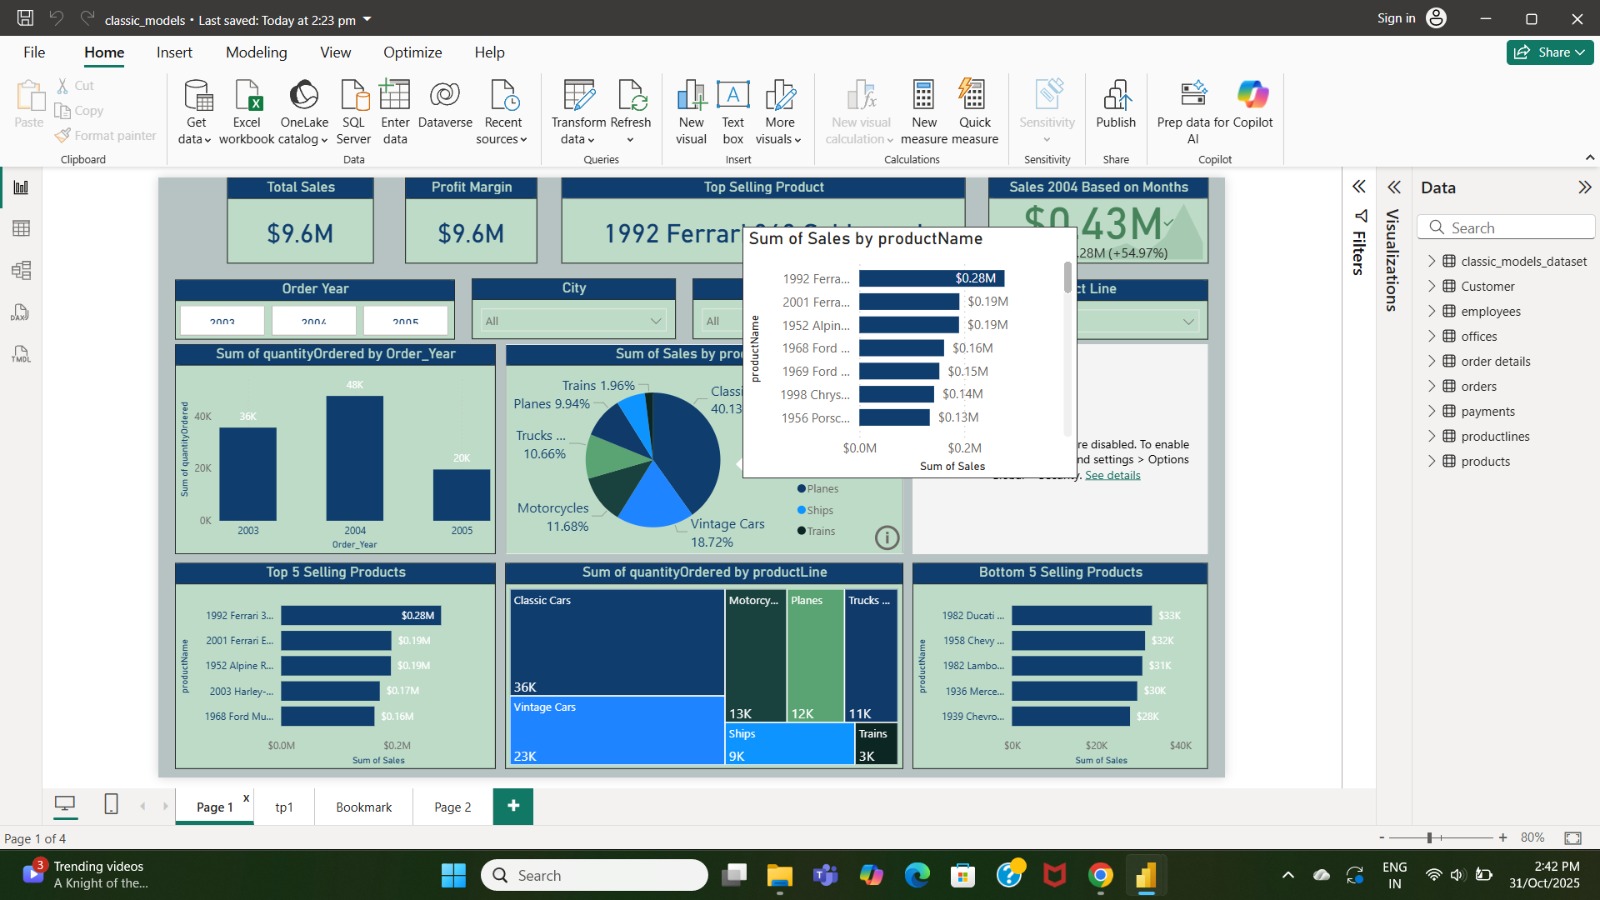 classic_models • Last saved: Today at 2:23 pm
Sign in
File Home Insert Modeling View Optimize Help
Share
Paste
Cut
Copy
Format painter
Clipboard
Get data
Excel workbook
OneLake catalog
SQL Server
Enter data
Dataverse
Recent sources
Data
Transform data
Refresh
Queries
New visual
Text box
More visuals
Insert
New visual calculation
New measure
Quick measure
Calculations
Sensitivity
Sensitivity
Publish
Share
Prep data for AI
Copilot
Copilot
Total Sales
$9.6M
Profit Margin
$9.6M
Top Selling Product
1992 Ferrari
Sales 2004 Based on Months
$0.43M
.28M (+54.97%)
Order Year
2003 2004 2005
City
All
All
ct Line
Sum of quantityOrdered by Order_Year
Sum of quantityOrdered
40K
20K
0K
36K
48K
20K
2003 2004 2005
Order_Year
Sum of Sales by pro
Trains 1.96%
Planes 9.94%
Trucks ...
10.66%
Motorcycles
11.68%
Vintage Cars
18.72%
Classi
40.13
Planes
Ships
Trains
Sum of Sales by productName
productName
1992 Ferra... $0.28M
2001 Ferra... $0.19M
1952 Alpin... $0.19M
1968 Ford ... $0.16M
1969 Ford ... $0.15M
1998 Chrys... $0.14M
1956 Porsc... $0.13M
$0.0M $0.2M
Sum of Sales
re disabled. To enable
nd settings > Options
See details
Top 5 Selling Products
productName
1992 Ferrari 3... $0.28M
2001 Ferrari E... $0.19M
1952 Alpine R... $0.19M
2003 Harley-... $0.17M
1968 Ford Mu... $0.16M
$0.0M $0.2M
Sum of Sales
Sum of quantityOrdered by productLine
Classic Cars
36K
Vintage Cars
23K
Motorcy...
13K
Planes
12K
Trucks ...
11K
Ships
9K
Trains
3K
Bottom 5 Selling Products
productName
1982 Ducati ... $33K
1958 Chevy ... $32K
1982 Lambo... $31K
1936 Merce... $30K
1939 Chevro... $28K
$0K $20K $40K
Sum of Sales
Filters
Visualizations
Data
Search
classic_models_dataset
Customer
employees
offices
order details
orders
payments
productlines
products
DAX
TMDL
Page 1 x tp1 Bookmark Page 2 +
Page 1 of 4
- + 80%
3
Trending videos
A Knight of the...
Search
ENG
IN
2:42 PM
31/Oct/2025